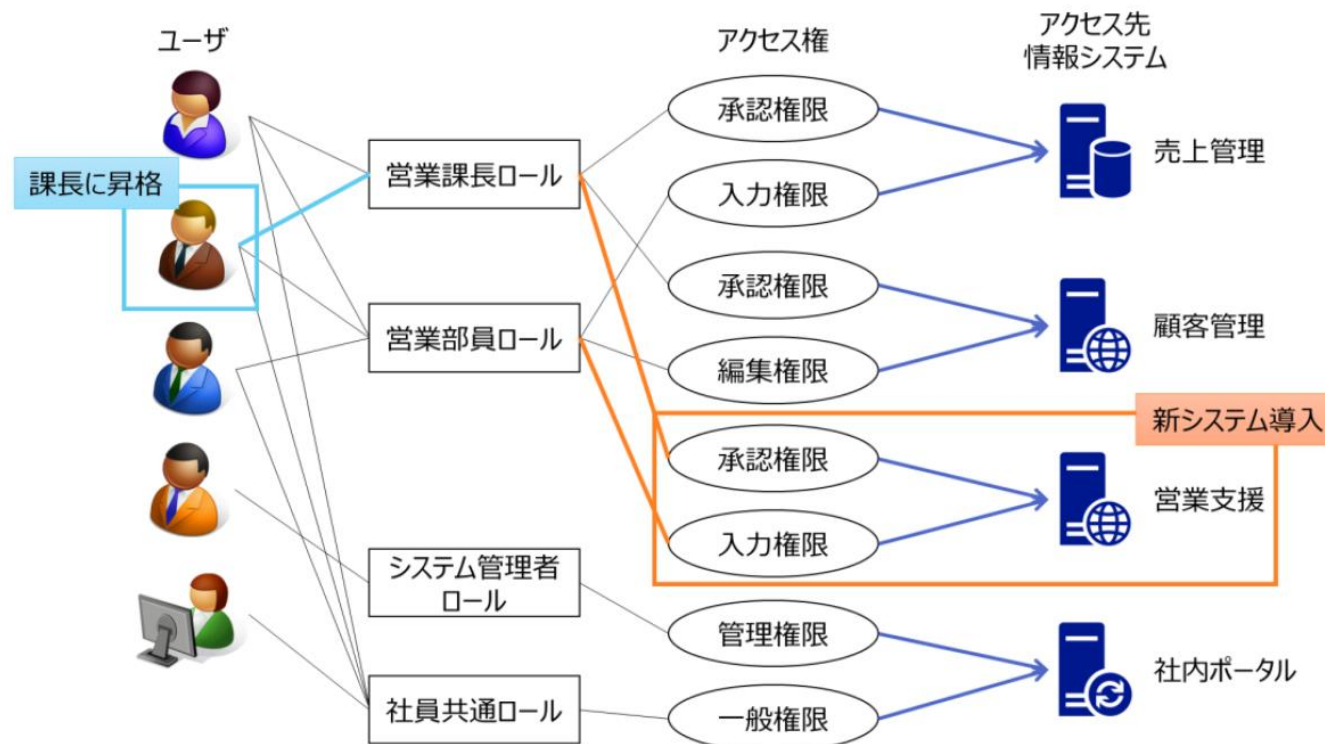 ユーザ
アクセス権
アクセス先
情報システム
課長に昇格
営業課長ロール
営業部員ロール
システム管理者
ロール
社員共通ロール
承認権限
入力権限
承認権限
編集権限
承認権限
入力権限
管理権限
一般権限
売上管理
顧客管理
新システム導入
営業支援
社内ポータル